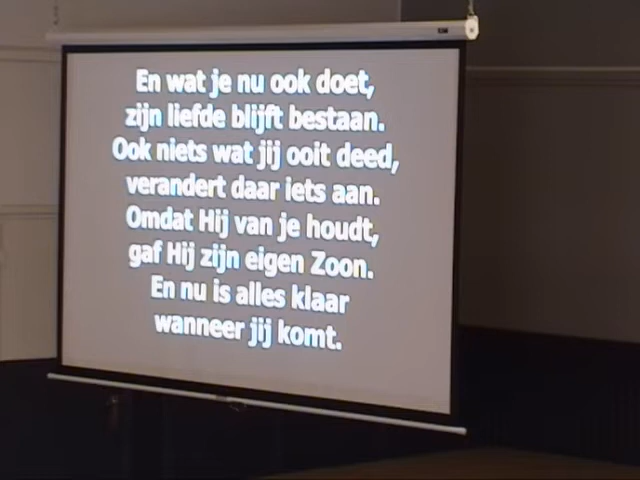 En wat je nu ook doet,
zijn liefde blijft bestaan.
Ook niets wat jij ooit deed,
verandert daar iets aan.
Omdat Hij van je houdt,
gaf Hij zijn eigen Zoon.
En nu is alles klaar
wanneer jij komt.